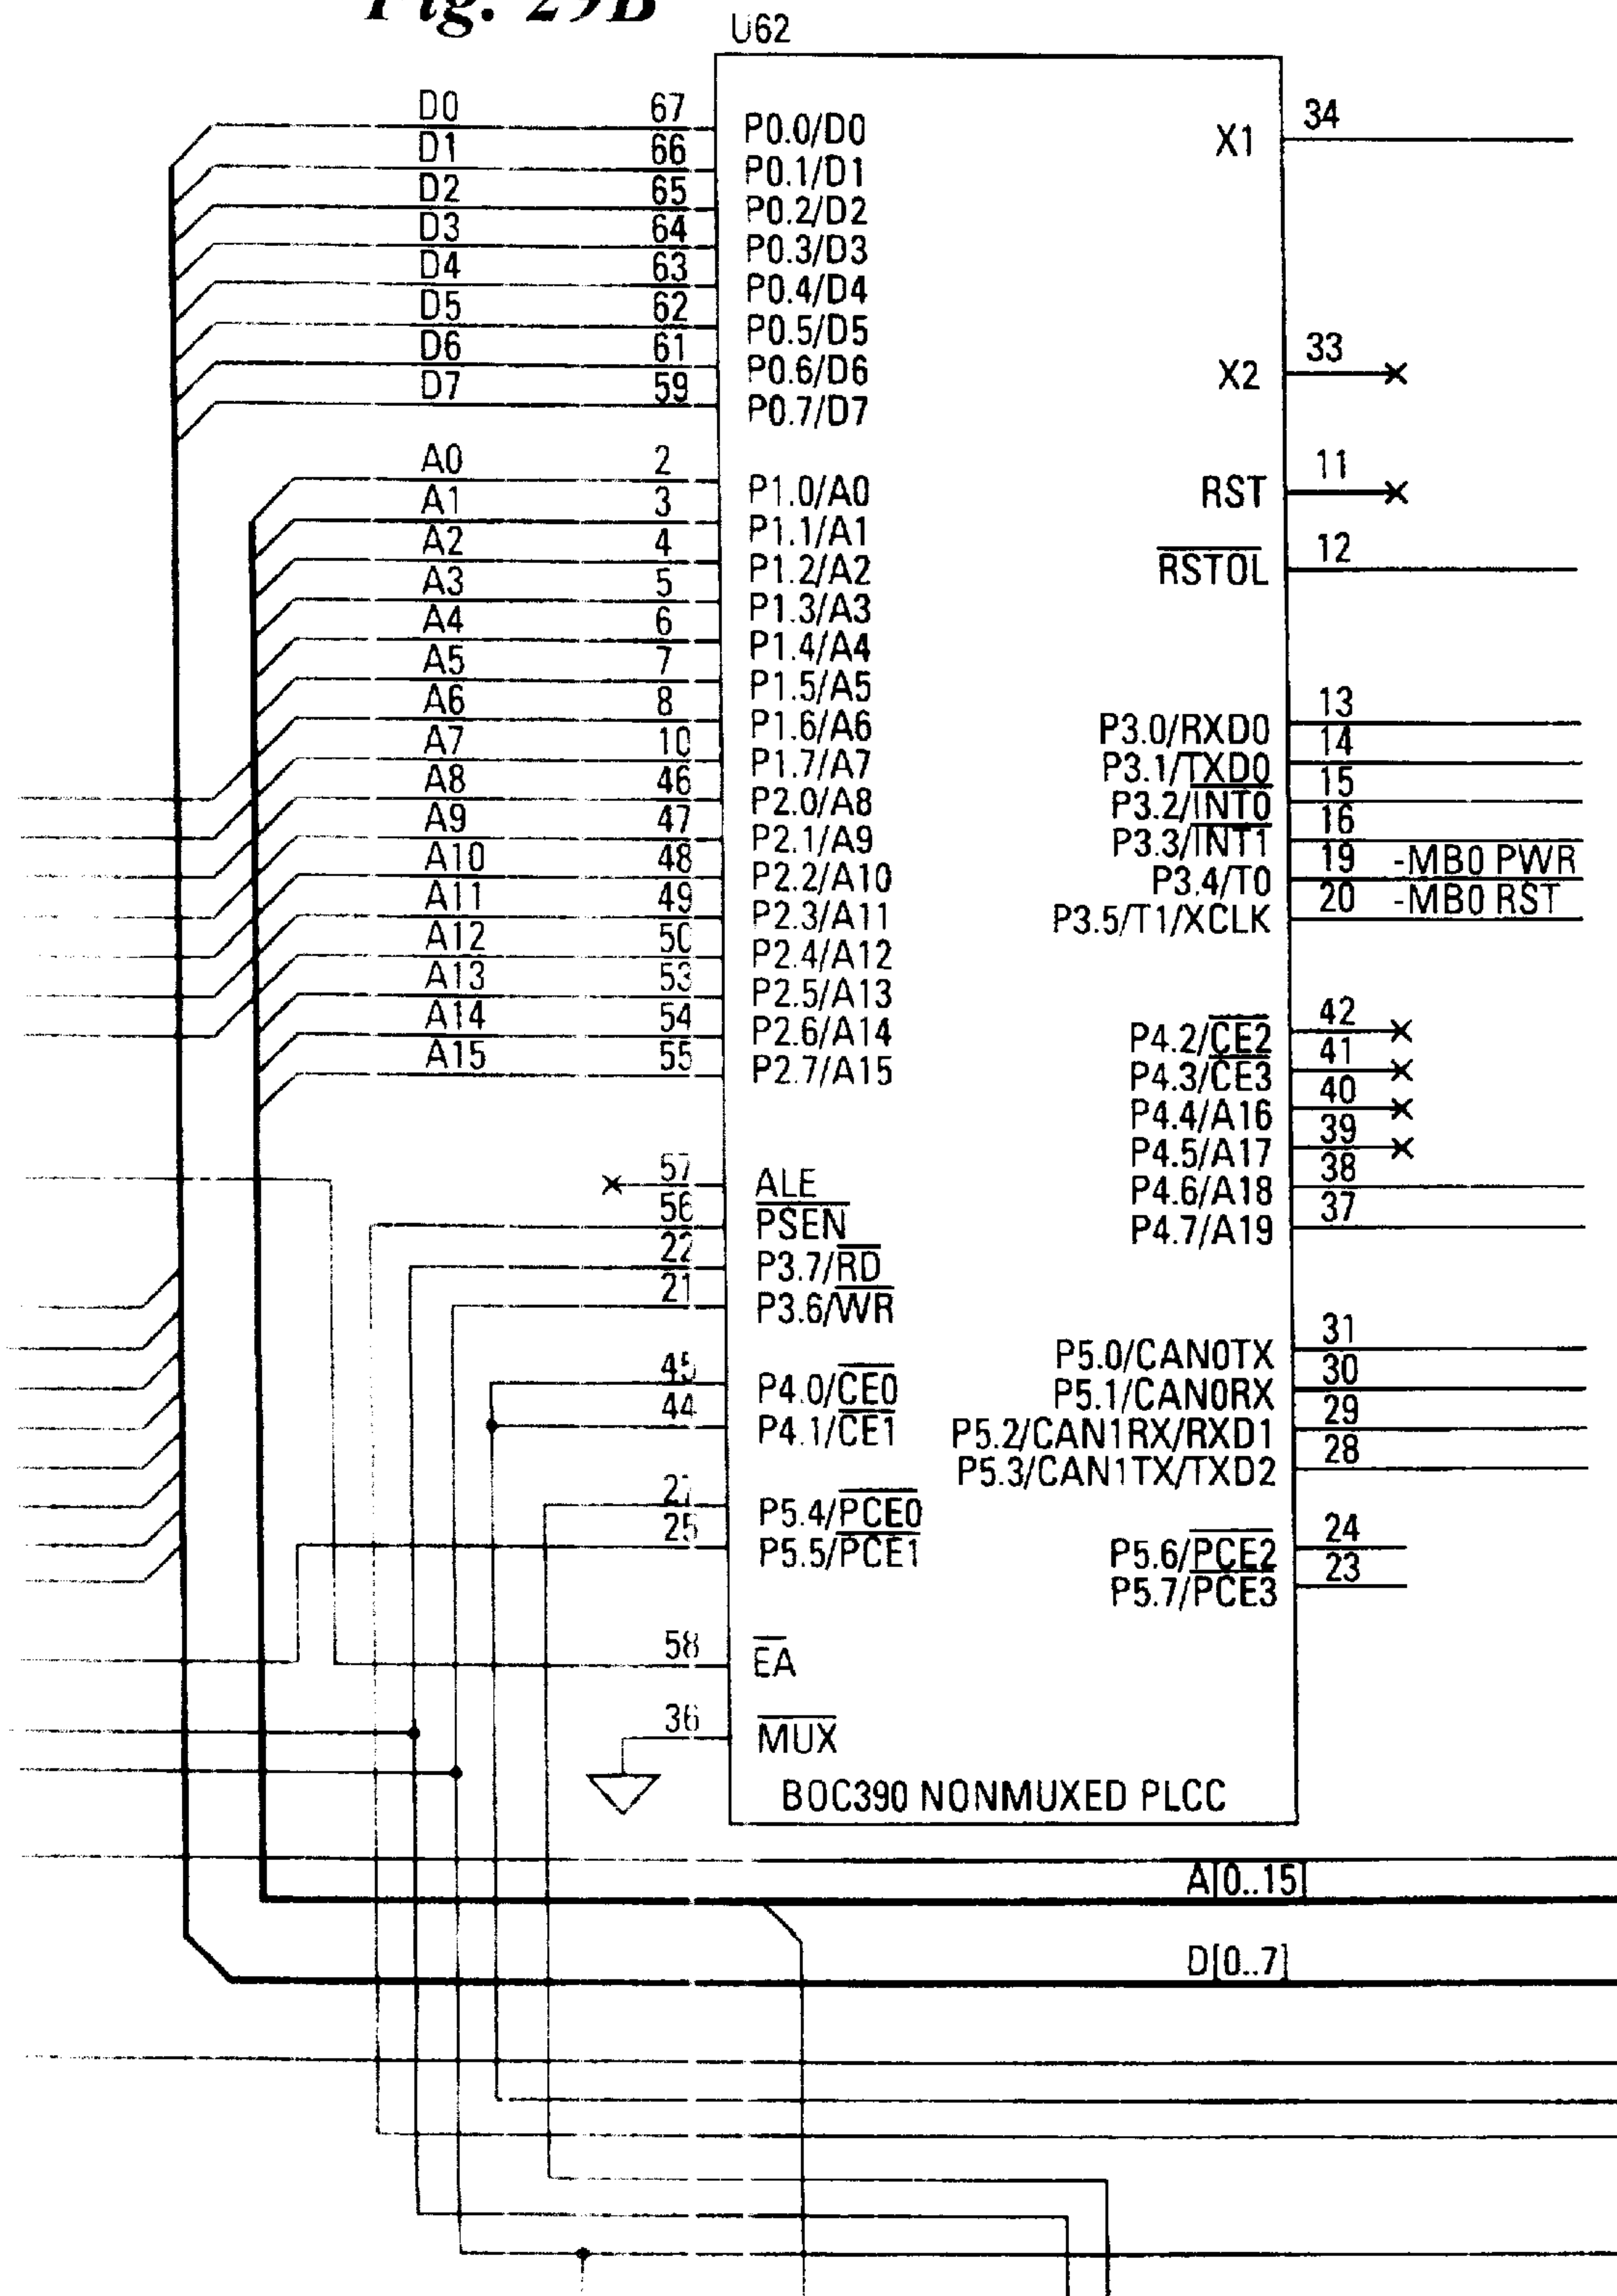 Fig. 29B
U62
D0 67 P0.0/D0
D1 66 P0.1/D1
D2 65 P0.2/D2
D3 64 P0.3/D3
D4 63 P0.4/D4
D5 62 P0.5/D5
D6 61 P0.6/D6
D7 59 P0.7/D7
A0 2 P1.0/A0
A1 3 P1.1/A1
A2 4 P1.2/A2
A3 5 P1.3/A3
A4 6 P1.4/A4
A5 7 P1.5/A5
A6 8 P1.6/A6
A7 10 P1.7/A7
A8 46 P2.0/A8
A9 47 P2.1/A9
A10 48 P2.2/A10
A11 49 P2.3/A11
A12 50 P2.4/A12
A13 53 P2.5/A13
A14 54 P2.6/A14
A15 55 P2.7/A15
57 ALE
56 PSEN
22 P3.7/RD
21 P3.6/WR
45 P4.0/CE0
44 P4.1/CE1
27 P5.4/PCE0
25 P5.5/PCE1
58 EA
36 MUX
X1 34
X2 33
RST 11
RSTOL 12
P3.0/RXD0 13
P3.1/TXD0 14
P3.2/INT0 15
P3.3/INT1 16
P3.4/T0 19 -MB0 PWR
P3.5/T1/XCLK 20 -MB0 RST
P4.2/CE2 42
P4.3/CE3 41
P4.4/A16 40
P4.5/A17 39
P4.6/A18 38
P4.7/A19 37
P5.0/CAN0TX 31
P5.1/CAN0RX 30
P5.2/CAN1RX/RXD1 29
P5.3/CAN1TX/TXD2 28
P5.6/PCE2 24
P5.7/PCE3 23
BOC390 NONMUXED PLCC
A[0..15]
D[0..7]